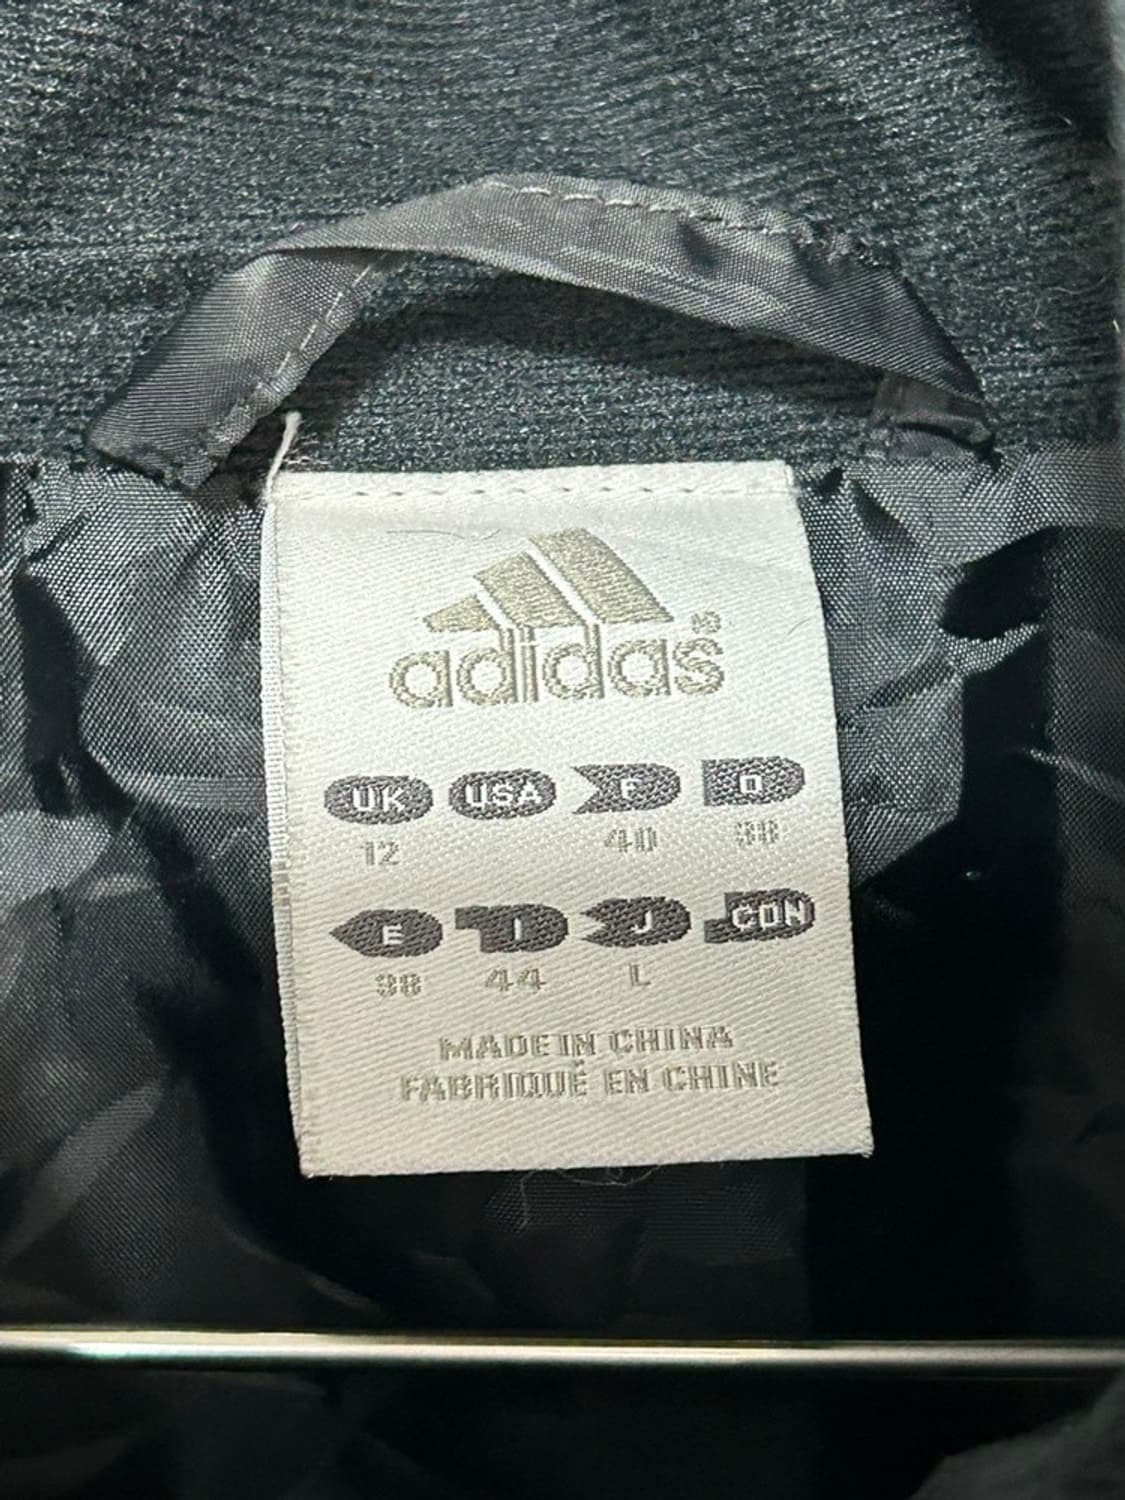 adidas®
UK USA F D
12 40 38
E I J CDN
38 44 L
MADE IN CHINA
FABRIQUÉ EN CHINE